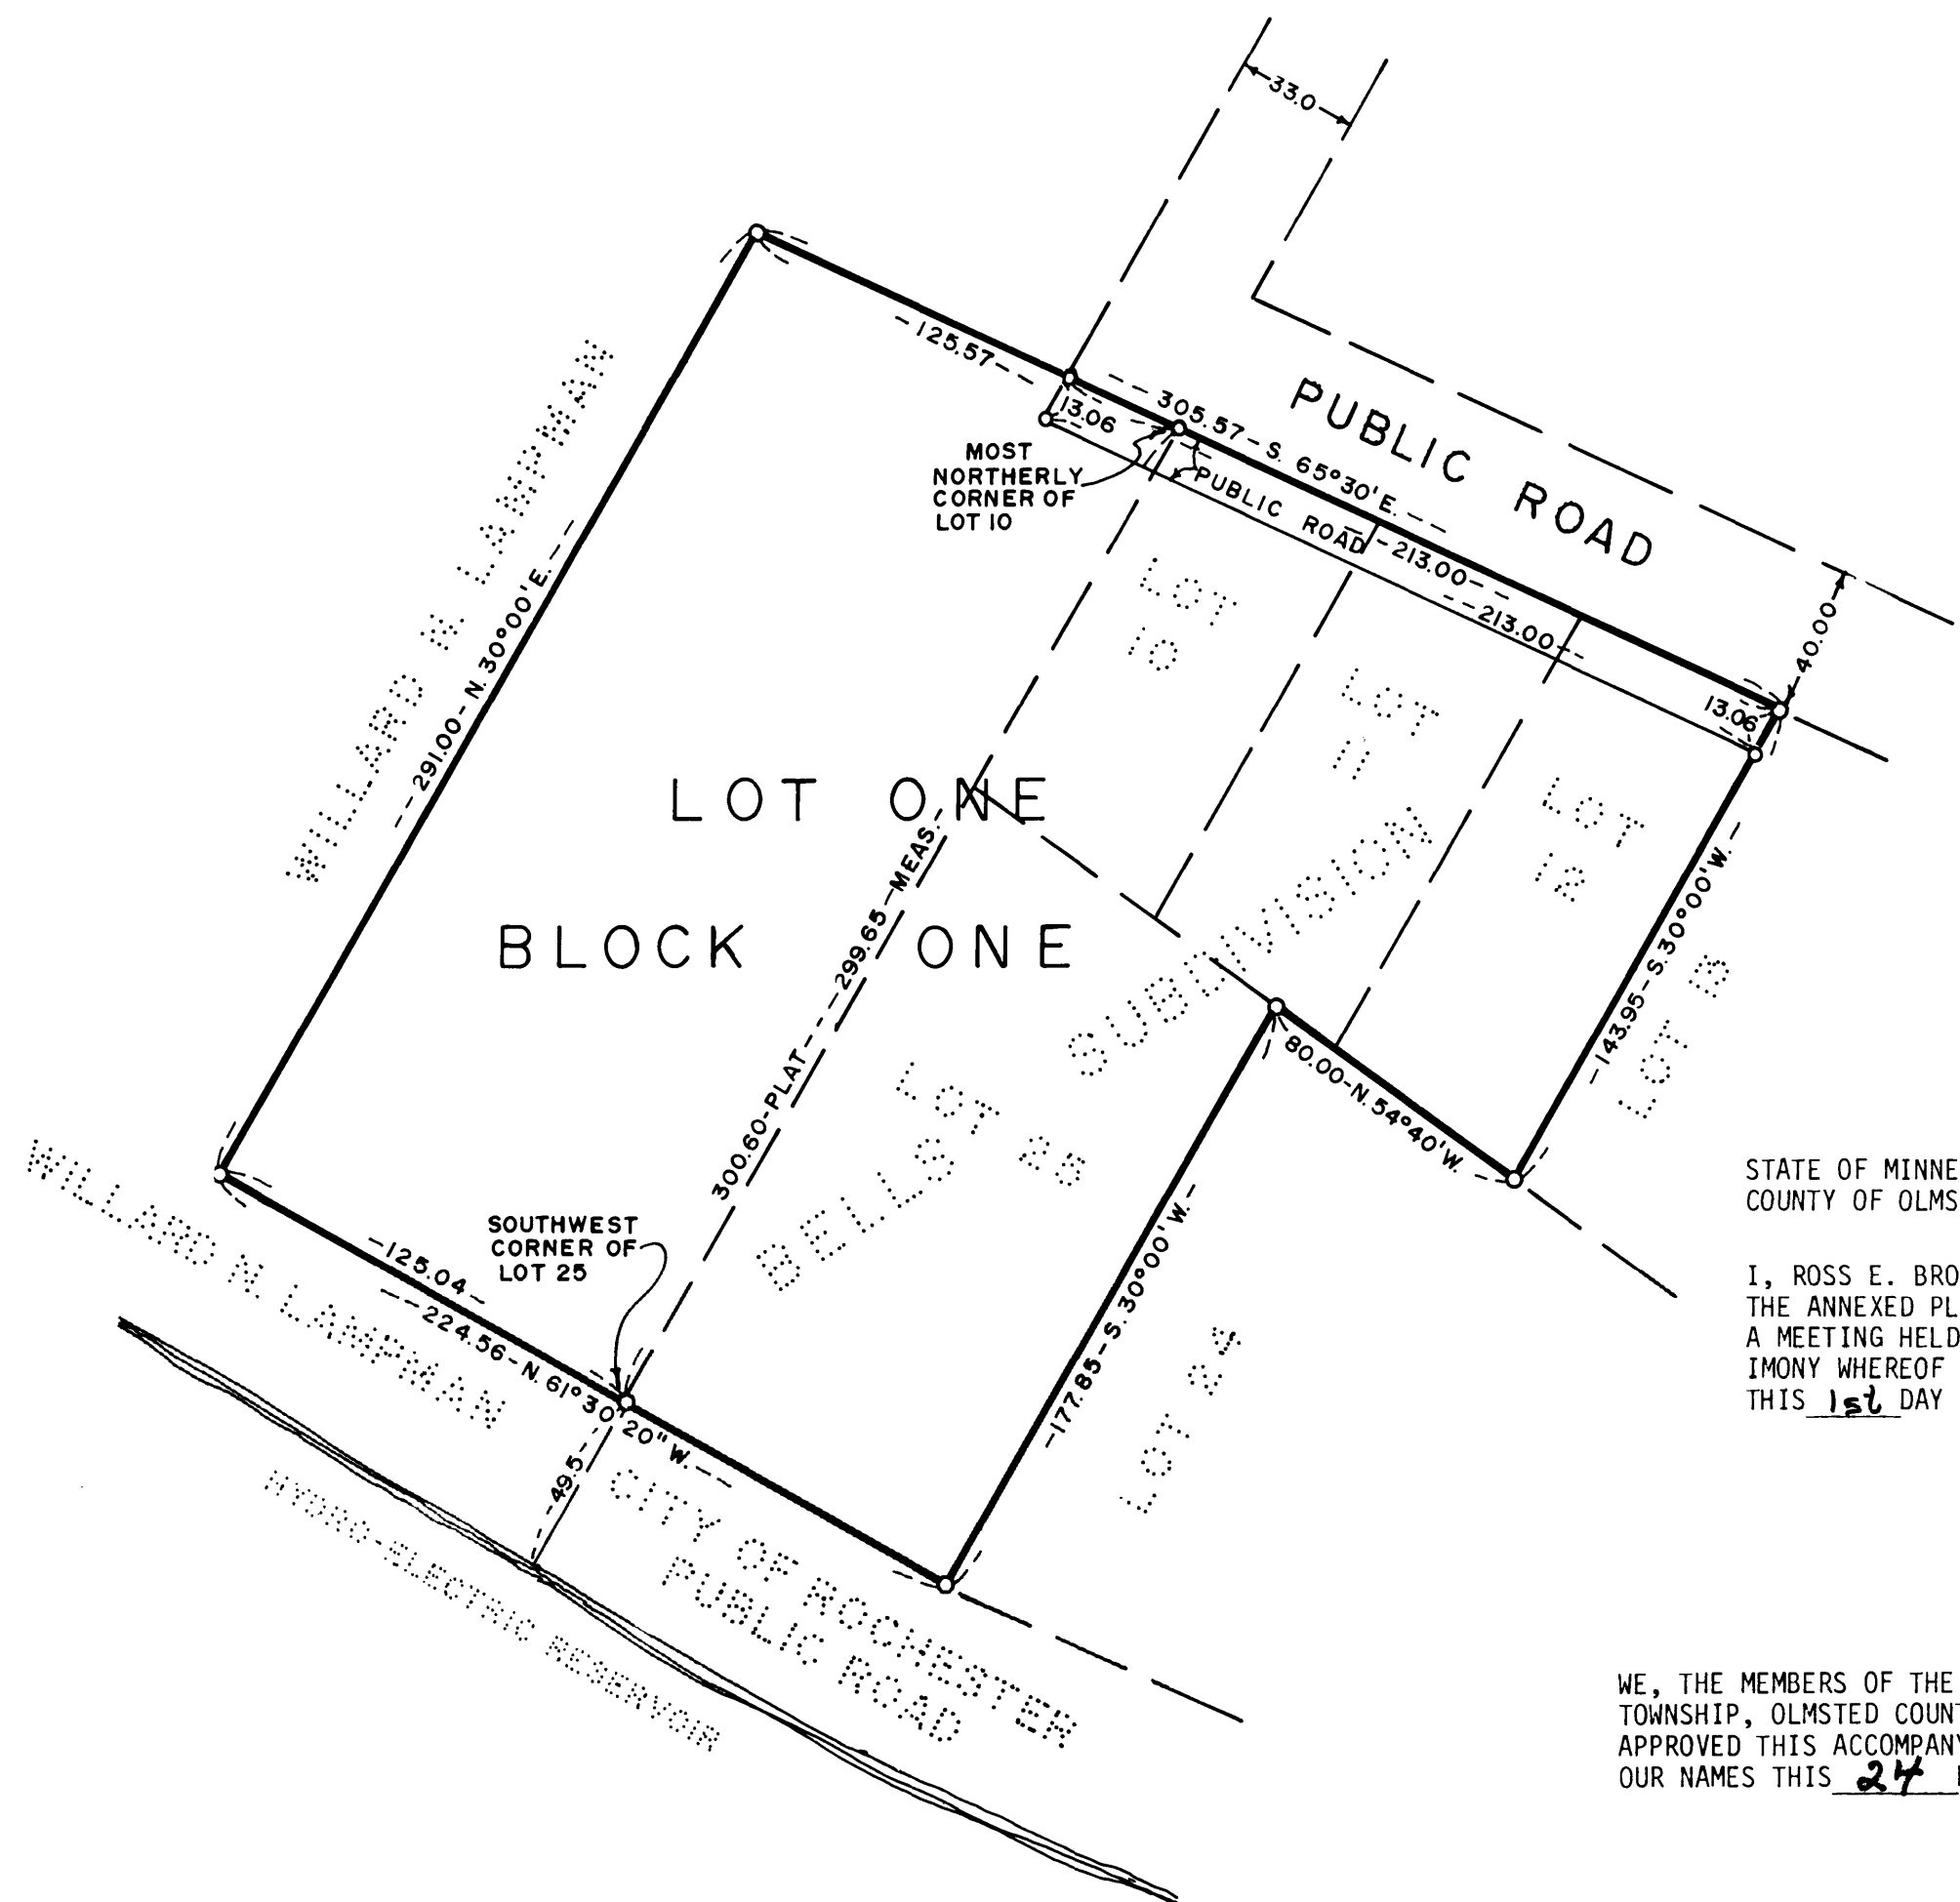 33.0
-125.57-
13.06
305.57-S. 65°30'E.
PUBLIC ROAD
MOST
NORTHERLY
CORNER OF
LOT 10
PUBLIC ROAD
-213.00-
-213.00-
40.00
13.06
WILLARD N. LAMPMAN
-291.00-N. 30°00'E.
LOT
10
LOT
11
LOT
12
LOT ONE
BLOCK ONE
300.60-PLAT--299.65-MEAS.
BELLS SUBDIVISION
LOT 25
-143.95-S.30°00'W.
LOT 13
80.00-N.54°40'W.
WILLARD N. LAMPMAN
SOUTHWEST
CORNER OF
LOT 25
-125.04-
-224.56-N. 61°30'20"W.
-177.85-S. 30°00'W.
LOT 24
49.5
CITY OF ROCHESTER
PUBLIC ROAD
HYDRO-ELECTRIC RESERVOIR
STATE OF MINNE
COUNTY OF OLMS
I, ROSS E. BRO
THE ANNEXED PL
A MEETING HELD
IMONY WHEREOF
THIS 1st DAY
WE, THE MEMBERS OF THE
TOWNSHIP, OLMSTED COUNT
APPROVED THIS ACCOMPANY
OUR NAMES THIS 24